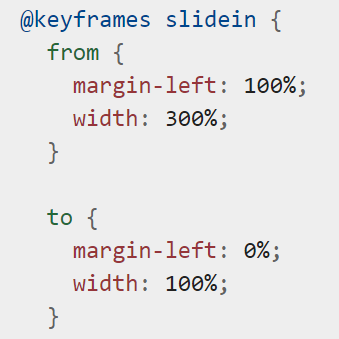 @keyframes slidein {
  from {
    margin-left: 100%;
    width: 300%;
  }

  to {
    margin-left: 0%;
    width: 100%;
  }